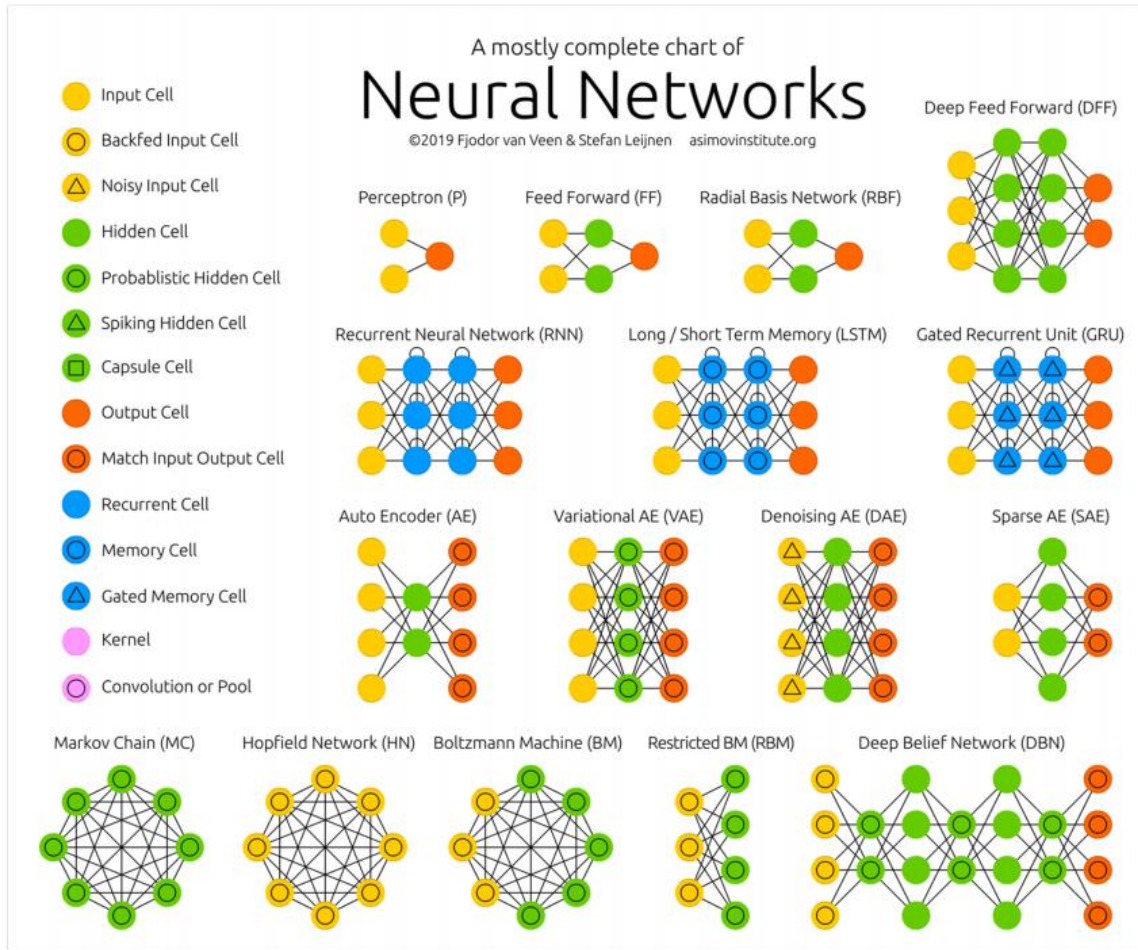 A mostly complete chart of
Neural Networks
©2019 Fjodor van Veen & Stefan Leijnen asimovinstitute.org
Input Cell
Backfed Input Cell
Noisy Input Cell
Hidden Cell
Probablistic Hidden Cell
Spiking Hidden Cell
Capsule Cell
Output Cell
Match Input Output Cell
Recurrent Cell
Memory Cell
Gated Memory Cell
Kernel
Convolution or Pool
Deep Feed Forward (DFF)
Perceptron (P)
Feed Forward (FF)
Radial Basis Network (RBF)
Recurrent Neural Network (RNN)
Long / Short Term Memory (LSTM)
Gated Recurrent Unit (GRU)
Auto Encoder (AE)
Variational AE (VAE)
Denoising AE (DAE)
Sparse AE (SAE)
Markov Chain (MC)
Hopfield Network (HN)
Boltzmann Machine (BM)
Restricted BM (RBM)
Deep Belief Network (DBN)